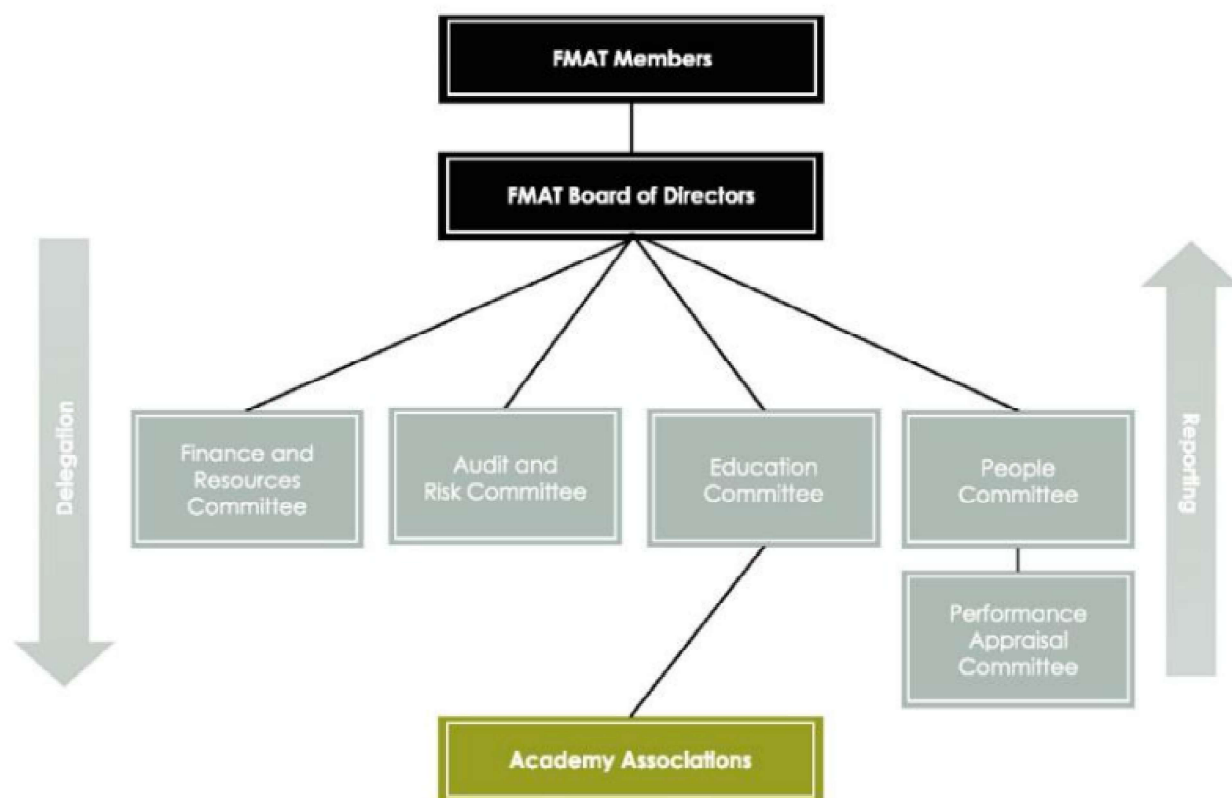 FMAT Members
FMAT Board of Directors
Delegation
Finance and
Resources
Committee
Audit and
Risk Committee
Education
Committee
People
Committee
Reporting
Performance
Appraisal
Committee
Academy Associations